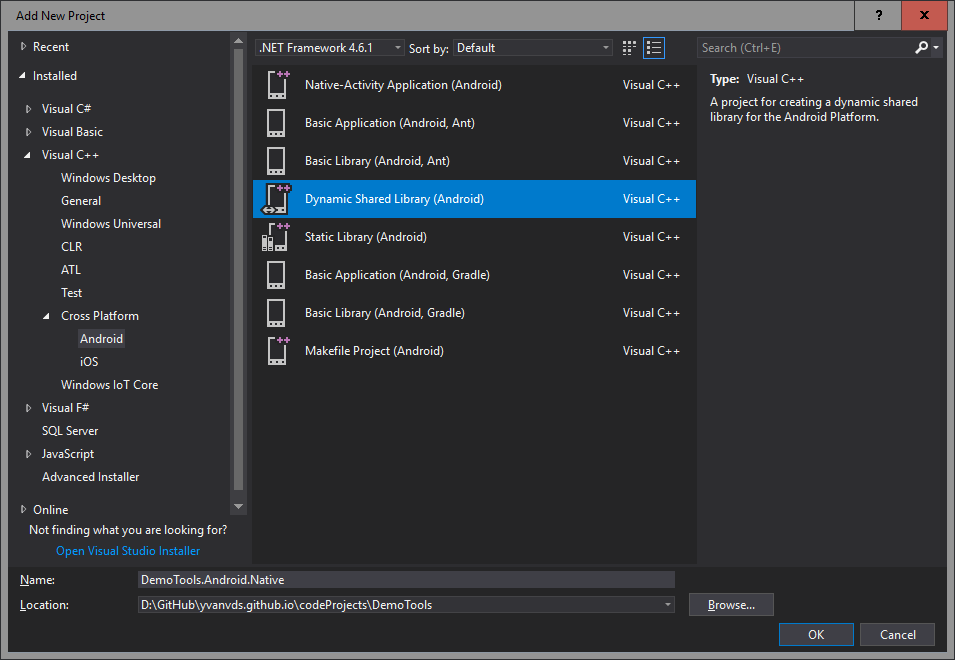 Add New Project
?
Recent
Installed
Visual C#
Visual Basic
Visual C++
Windows Desktop
General
Windows Universal
CLR
ATL
Test
Cross Platform
Android
iOS
Windows IoT Core
Visual F#
SQL Server
JavaScript
Advanced Installer
Online
Not finding what you are looking for?
Open Visual Studio Installer
.NET Framework 4.6.1
Sort by: Default
Native-Activity Application (Android) Visual C++
Basic Application (Android, Ant) Visual C++
Basic Library (Android, Ant) Visual C++
Dynamic Shared Library (Android) Visual C++
Static Library (Android) Visual C++
Basic Application (Android, Gradle) Visual C++
Basic Library (Android, Gradle) Visual C++
Makefile Project (Android) Visual C++
Search (Ctrl+E)
Type: Visual C++
A project for creating a dynamic shared
library for the Android Platform.
Name: DemoTools.Android.Native
Location: D:\GitHub\yvanvds.github.io\codeProjects\DemoTools
Browse...
OK Cancel